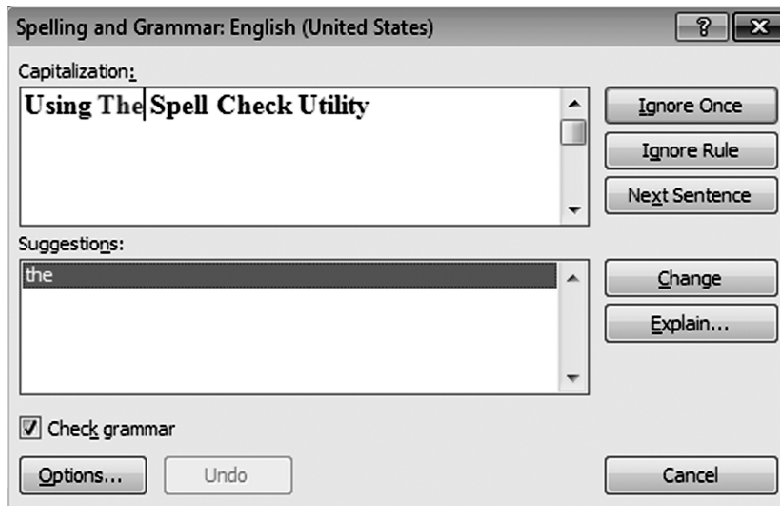 Spelling and Grammar: English (United States)
Capitalization:
Using The Spell Check Utility
Ignore Once
Ignore Rule
Next Sentence
Suggestions:
the
Change
Explain...
Check grammar
Options...
Undo
Cancel